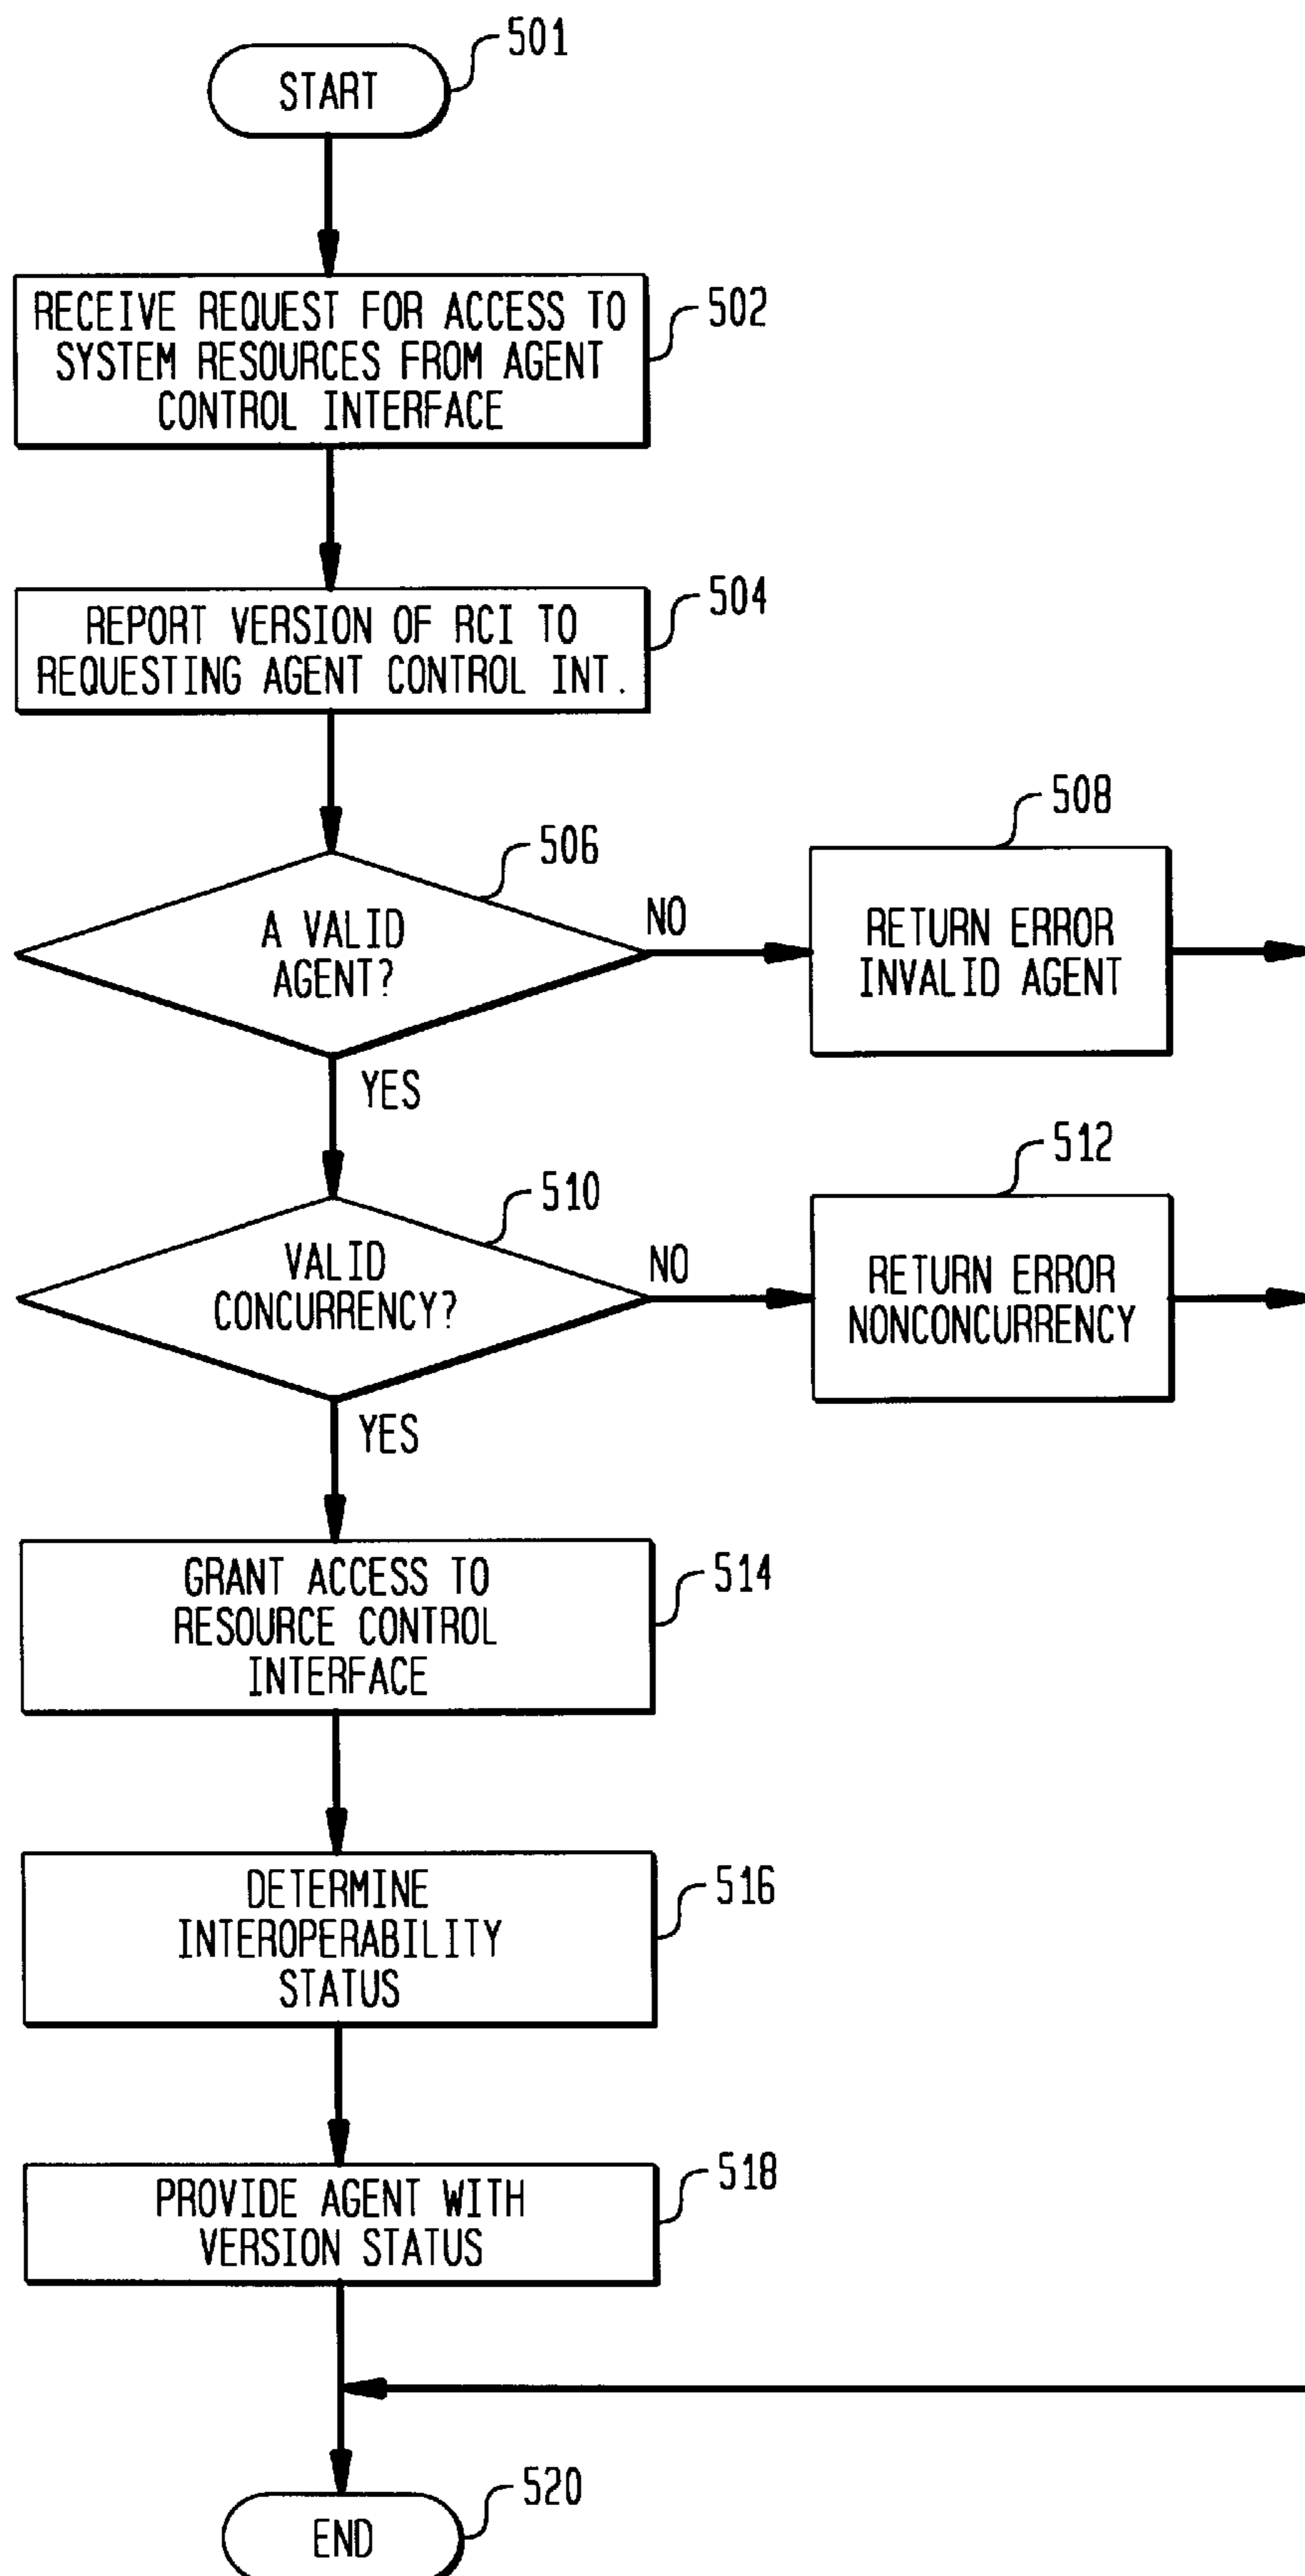 501
START
502
RECEIVE REQUEST FOR ACCESS TO
SYSTEM RESOURCES FROM AGENT
CONTROL INTERFACE
504
REPORT VERSION OF RCI TO
REQUESTING AGENT CONTROL INT.
506
A VALID
AGENT?
NO
508
RETURN ERROR
INVALID AGENT
YES
510
VALID
CONCURRENCY?
NO
512
RETURN ERROR
NONCONCURRENCY
YES
514
GRANT ACCESS TO
RESOURCE CONTROL
INTERFACE
516
DETERMINE
INTEROPERABILITY
STATUS
518
PROVIDE AGENT WITH
VERSION STATUS
520
END